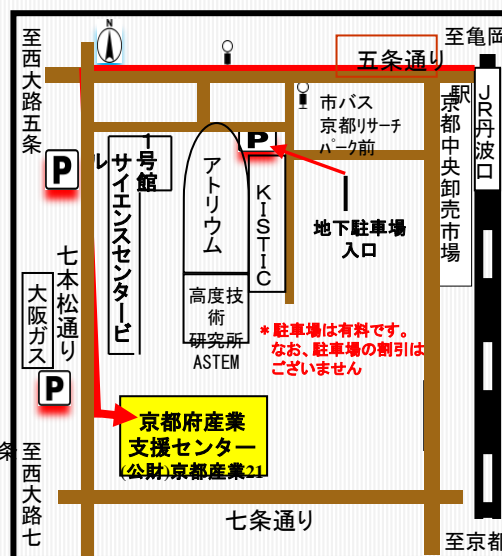 至亀岡
N
至西大路五条
五条通り
市バス
京都リサーチ
パーク前
京都中央卸売市場
JR丹波口
駅
P
1号館
サイエンスセンタービ
ル
アトリウム
P
KISTIC
地下駐車場
入口
七本松通り
大阪ガス
高度技
術
研究所
ASTEM
*駐車場は有料です。
なお、駐車場の割引は
ございません
P
京都府産業
支援センター
(公財)京都産業21
至西大路七
条
七条通り
至京都